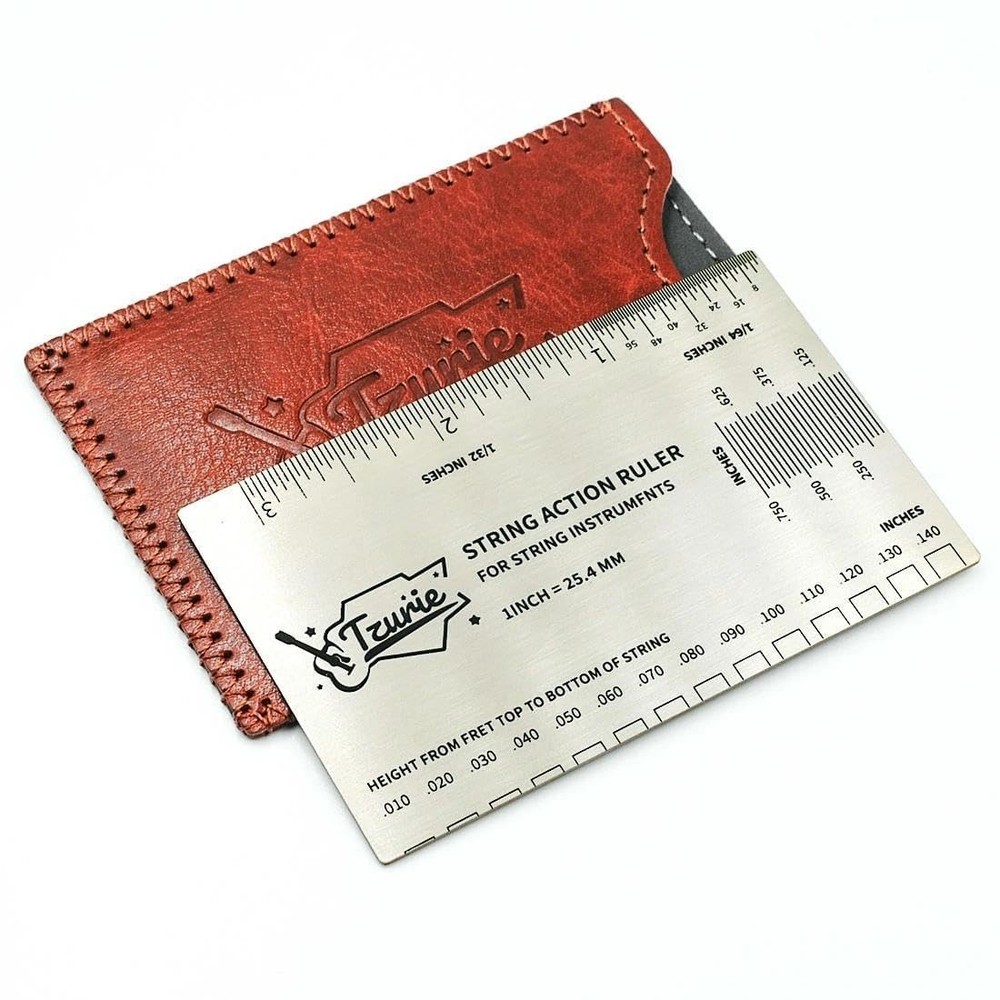 Tzurie
8 16 24 32 40 48 56 1 2 3
1/64 INCHES
1/32 INCHES
.125
.375
.625
INCHES
.250
.500
.750
STRING ACTION RULER
FOR STRING INSTRUMFNTS
1INCH = 25.4 MM
Tzurie
HEIGHT FROM FRET TOP TO BOTTOM OF STRING
INCHES
.010 .020 .030 .040 .050 .060 .070 .080 .090 .100 .110 .120 .130 .140